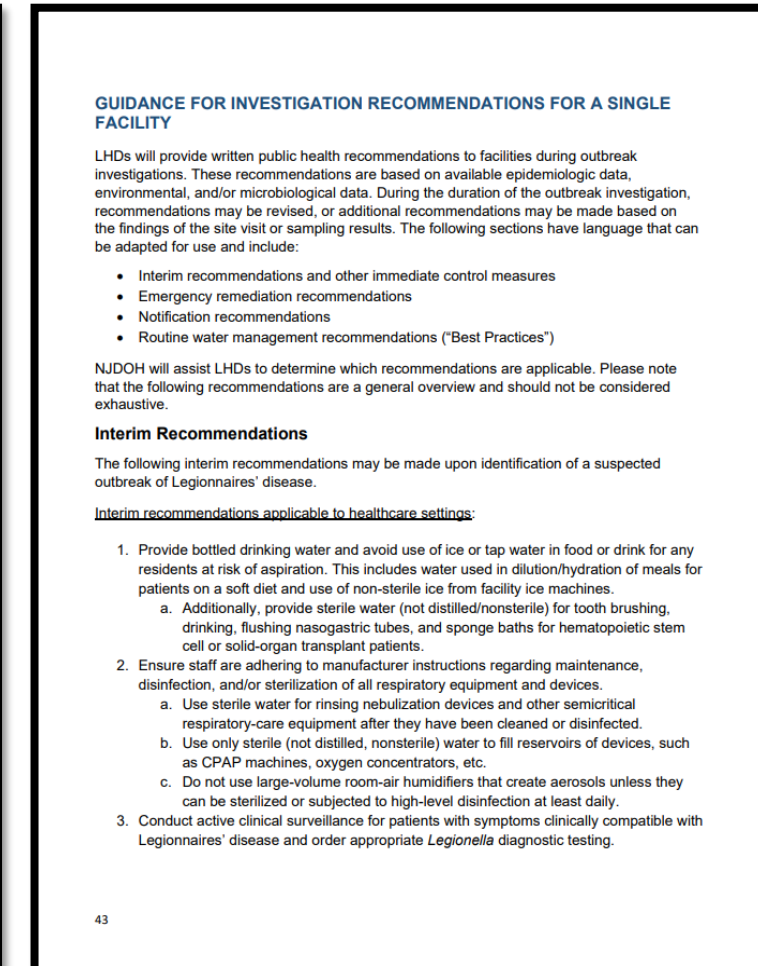 GUIDANCE FOR INVESTIGATION RECOMMENDATIONS FOR A SINGLE
FACILITY
LHDs will provide written public health recommendations to facilities during outbreak
investigations. These recommendations are based on available epidemiologic data,
environmental, and/or microbiological data. During the duration of the outbreak investigation,
recommendations may be revised, or additional recommendations may be made based on
the findings of the site visit or sampling results. The following sections have language that can
be adapted for use and include:
• Interim recommendations and other immediate control measures
• Emergency remediation recommendations
• Notification recommendations
• Routine water management recommendations (“Best Practices”)
NJDOH will assist LHDs to determine which recommendations are applicable. Please note
that the following recommendations are a general overview and should not be considered
exhaustive.
Interim Recommendations
The following interim recommendations may be made upon identification of a suspected
outbreak of Legionnaires’ disease.
Interim recommendations applicable to healthcare settings:
1. Provide bottled drinking water and avoid use of ice or tap water in food or drink for any
residents at risk of aspiration. This includes water used in dilution/hydration of meals for
patients on a soft diet and use of non-sterile ice from facility ice machines.
a. Additionally, provide sterile water (not distilled/nonsterile) for tooth brushing,
drinking, flushing nasogastric tubes, and sponge baths for hematopoietic stem
cell or solid-organ transplant patients.
2. Ensure staff are adhering to manufacturer instructions regarding maintenance,
disinfection, and/or sterilization of all respiratory equipment and devices.
a. Use sterile water for rinsing nebulization devices and other semicritical
respiratory-care equipment after they have been cleaned or disinfected.
b. Use only sterile (not distilled, nonsterile) water to fill reservoirs of devices, such
as CPAP machines, oxygen concentrators, etc.
c. Do not use large-volume room-air humidifiers that create aerosols unless they
can be sterilized or subjected to high-level disinfection at least daily.
3. Conduct active clinical surveillance for patients with symptoms clinically compatible with
Legionnaires’ disease and order appropriate Legionella diagnostic testing.
43